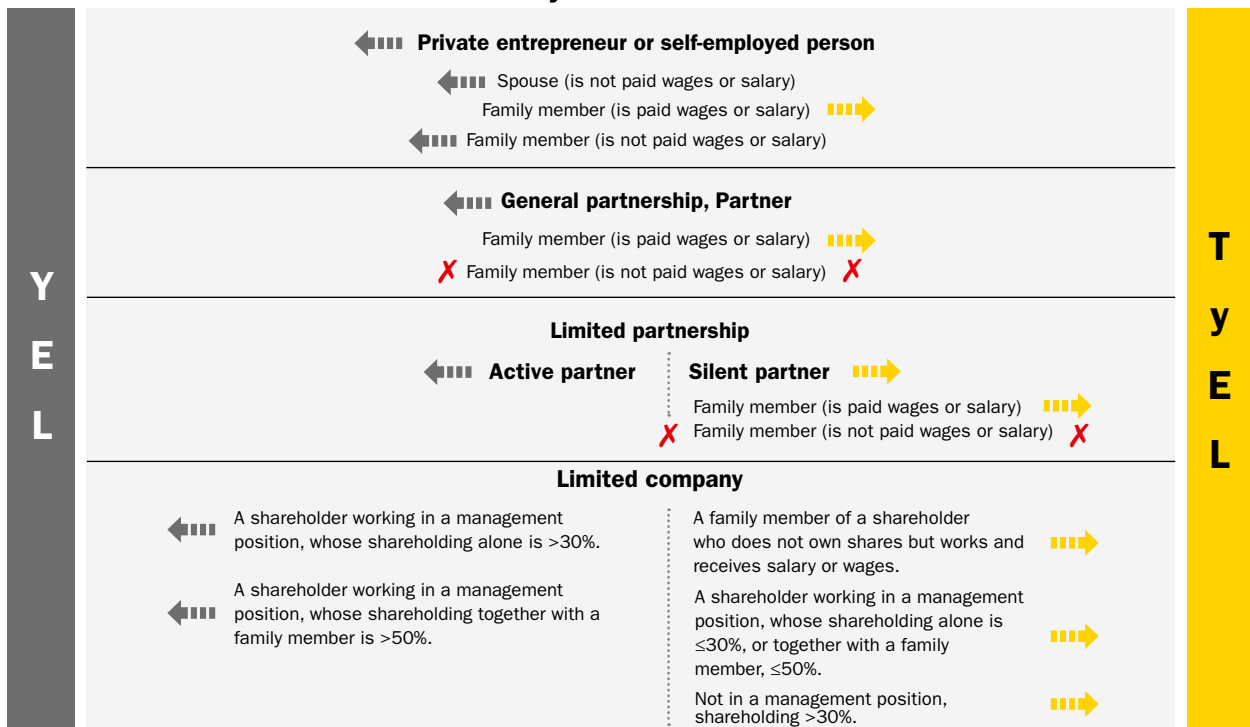 Private entrepreneur or self-employed person
Spouse (is not paid wages or salary)
Family member (is paid wages or salary)
Family member (is not paid wages or salary)
General partnership, Partner
Family member (is paid wages or salary)
✗ Family member (is not paid wages or salary) ✗
Limited partnership
Active partner
Silent partner
Family member (is paid wages or salary)
✗ Family member (is not paid wages or salary) ✗
Limited company
A shareholder working in a management
position, whose shareholding alone is >30%.
A shareholder working in a management
position, whose shareholding together with a
family member is >50%.
A family member of a shareholder
who does not own shares but works and
receives salary or wages.
A shareholder working in a management
position, whose shareholding alone is
≤30%, or together with a family
member, ≤50%.
Not in a management position,
shareholding >30%.
Y
E
L
T
y
E
L